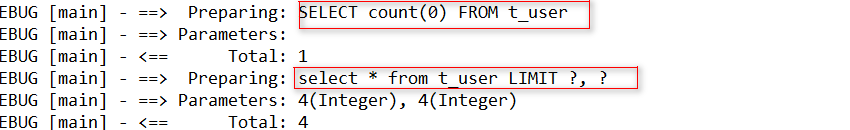 EBUG [main] - ==>  Preparing: SELECT count(0) FROM t_user
EBUG [main] - ==> Parameters:
EBUG [main] - <==      Total: 1
EBUG [main] - ==>  Preparing: select * from t_user LIMIT ?, ?
EBUG [main] - ==> Parameters: 4(Integer), 4(Integer)
EBUG [main] - <==      Total: 4